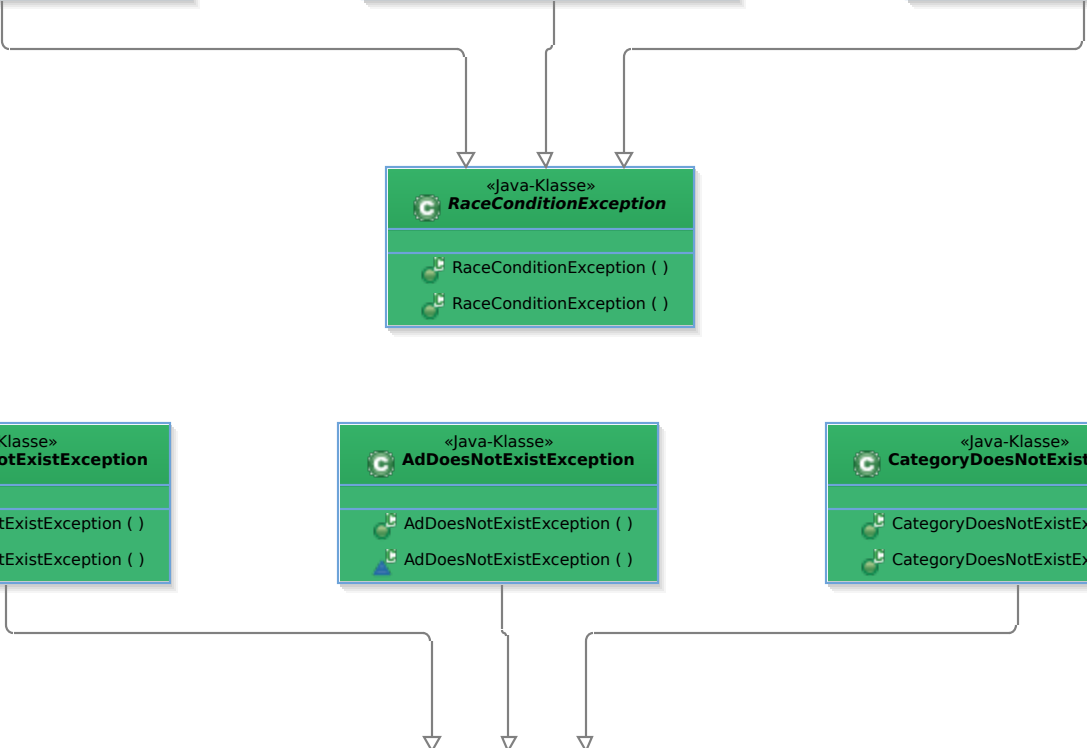 «Java-Klasse»
RaceConditionException
RaceConditionException ( )
RaceConditionException ( )
Klasse»
otExistException
tExistException ( )
tExistException ( )
«Java-Klasse»
AdDoesNotExistException
AdDoesNotExistException ( )
AdDoesNotExistException ( )
«Java-Klasse»
CategoryDoesNotExist
CategoryDoesNotExistEx
CategoryDoesNotExistEx